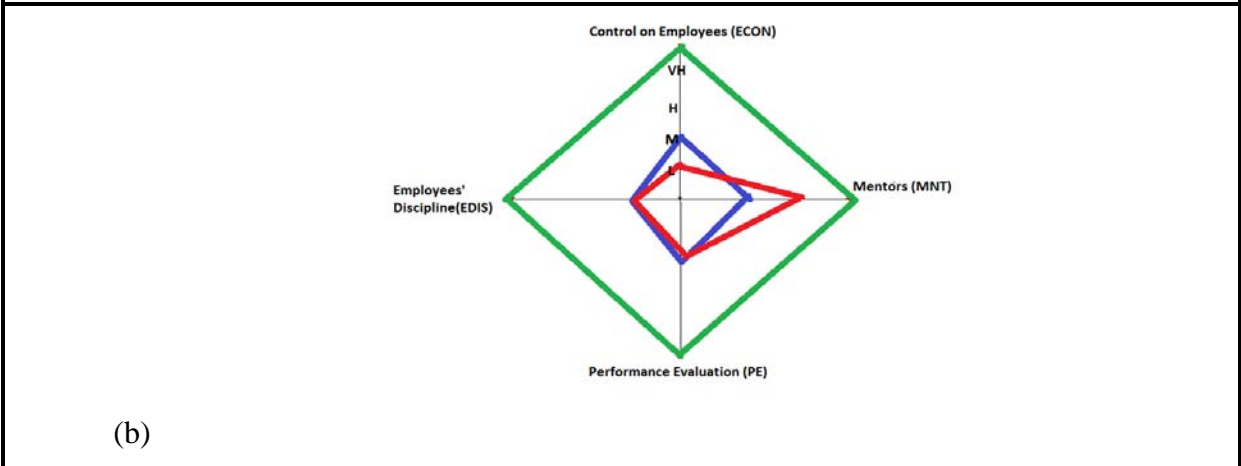 Control on Employees (ECON)
VH
H
M
L
Employees'
Discipline(EDIS)
Mentors (MNT)
Performance Evaluation (PE)
(b)